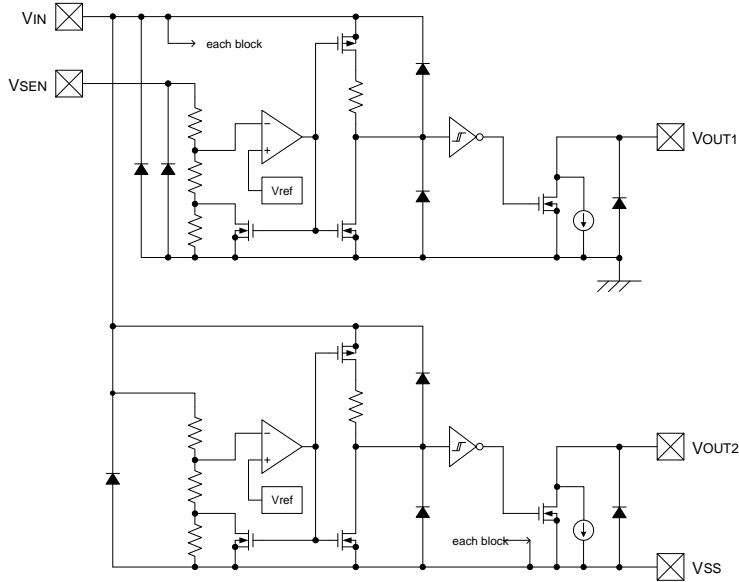 VIN
each block
VSEN
Vref
VOUT1
VOUT2
Vref
each block
VSS